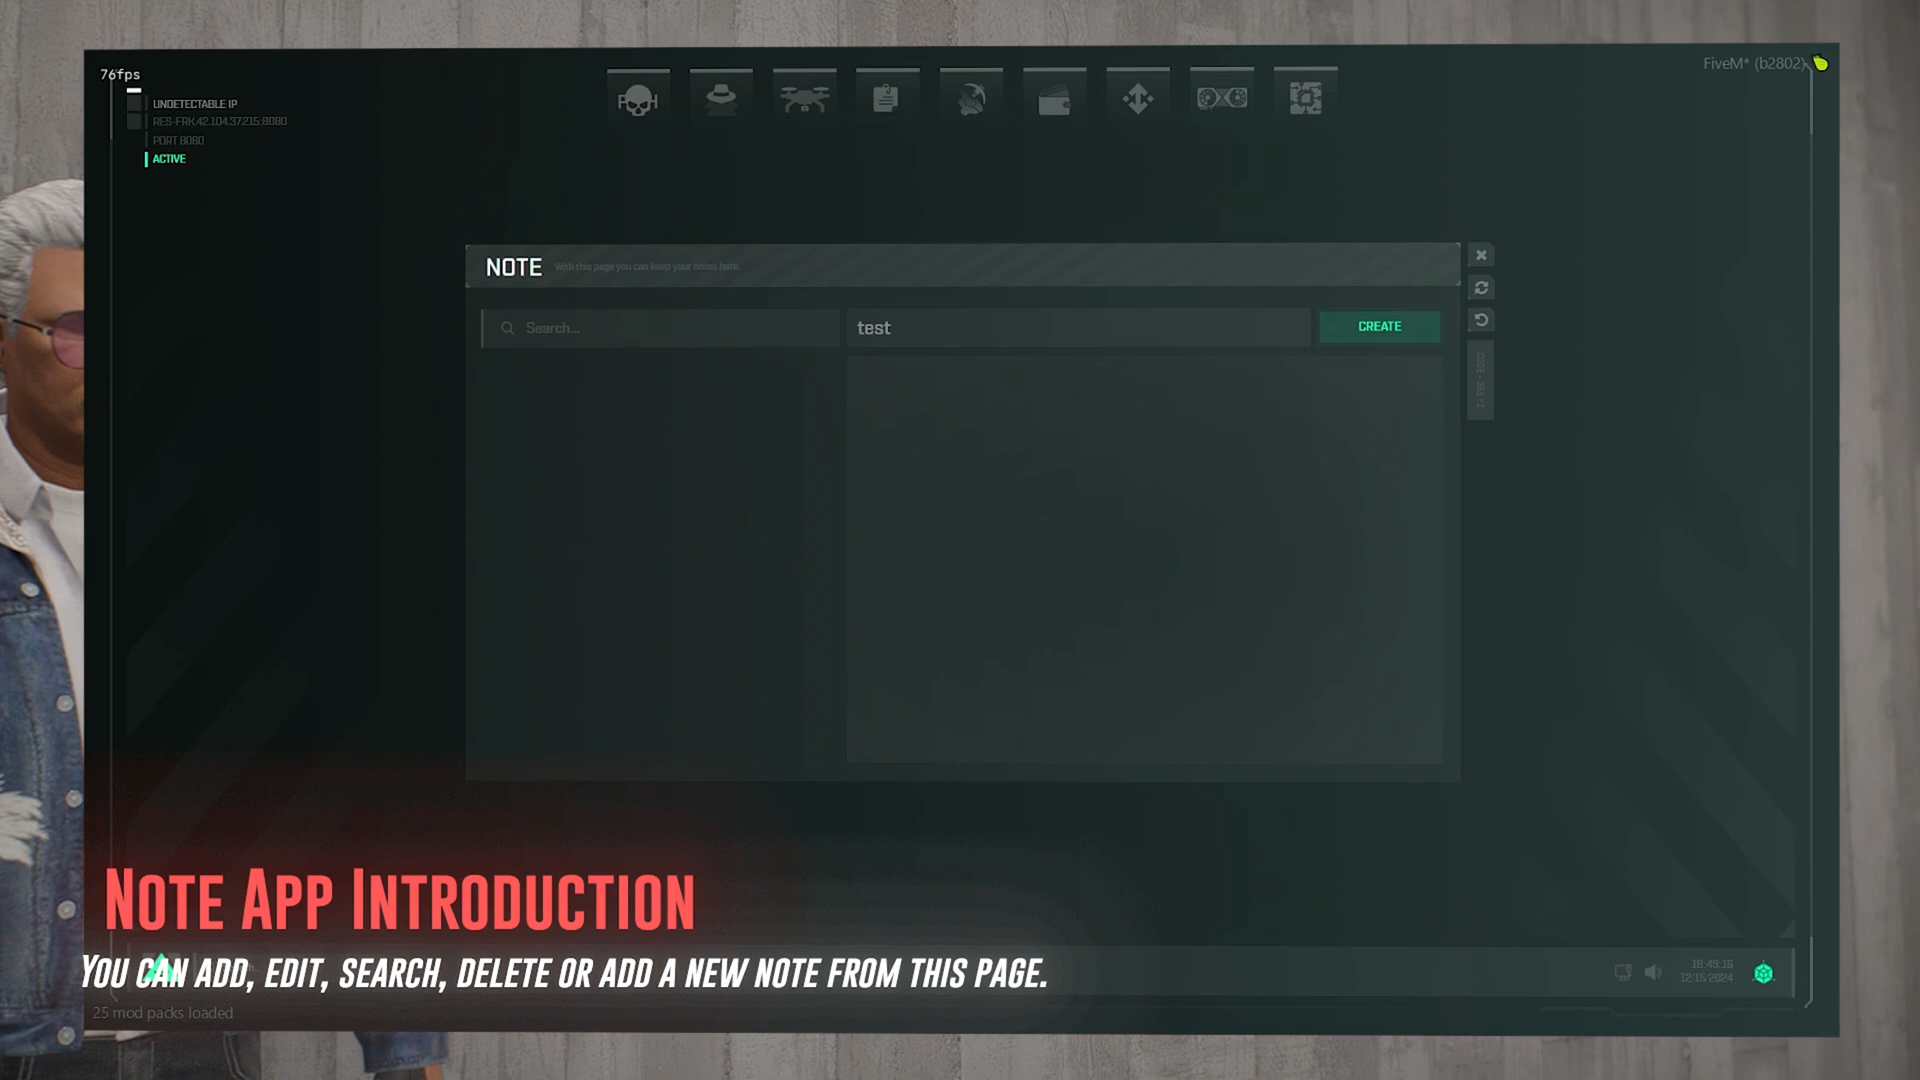 76fps
FiveM* (b2802)
UNDETECTABLE IP
RES-FRK.42.104.37.215:8080
PORT 8080
ACTIVE
NOTE
With this page you can keep your notes here.
Search...
test
CREATE
Note App Introduction
You can add, edit, search, delete or add a new note from this page.
18:49:16
12/15/2024
25 mod packs loaded